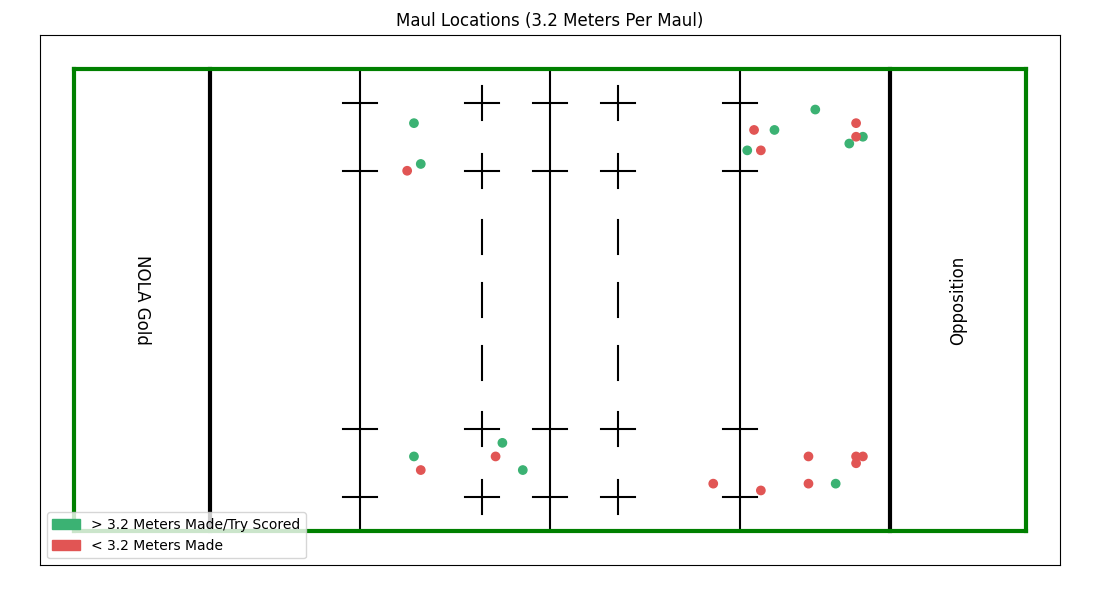 Maul Locations (3.2 Meters Per Maul)
NOLA Gold
Opposition
> 3.2 Meters Made/Try Scored
< 3.2 Meters Made